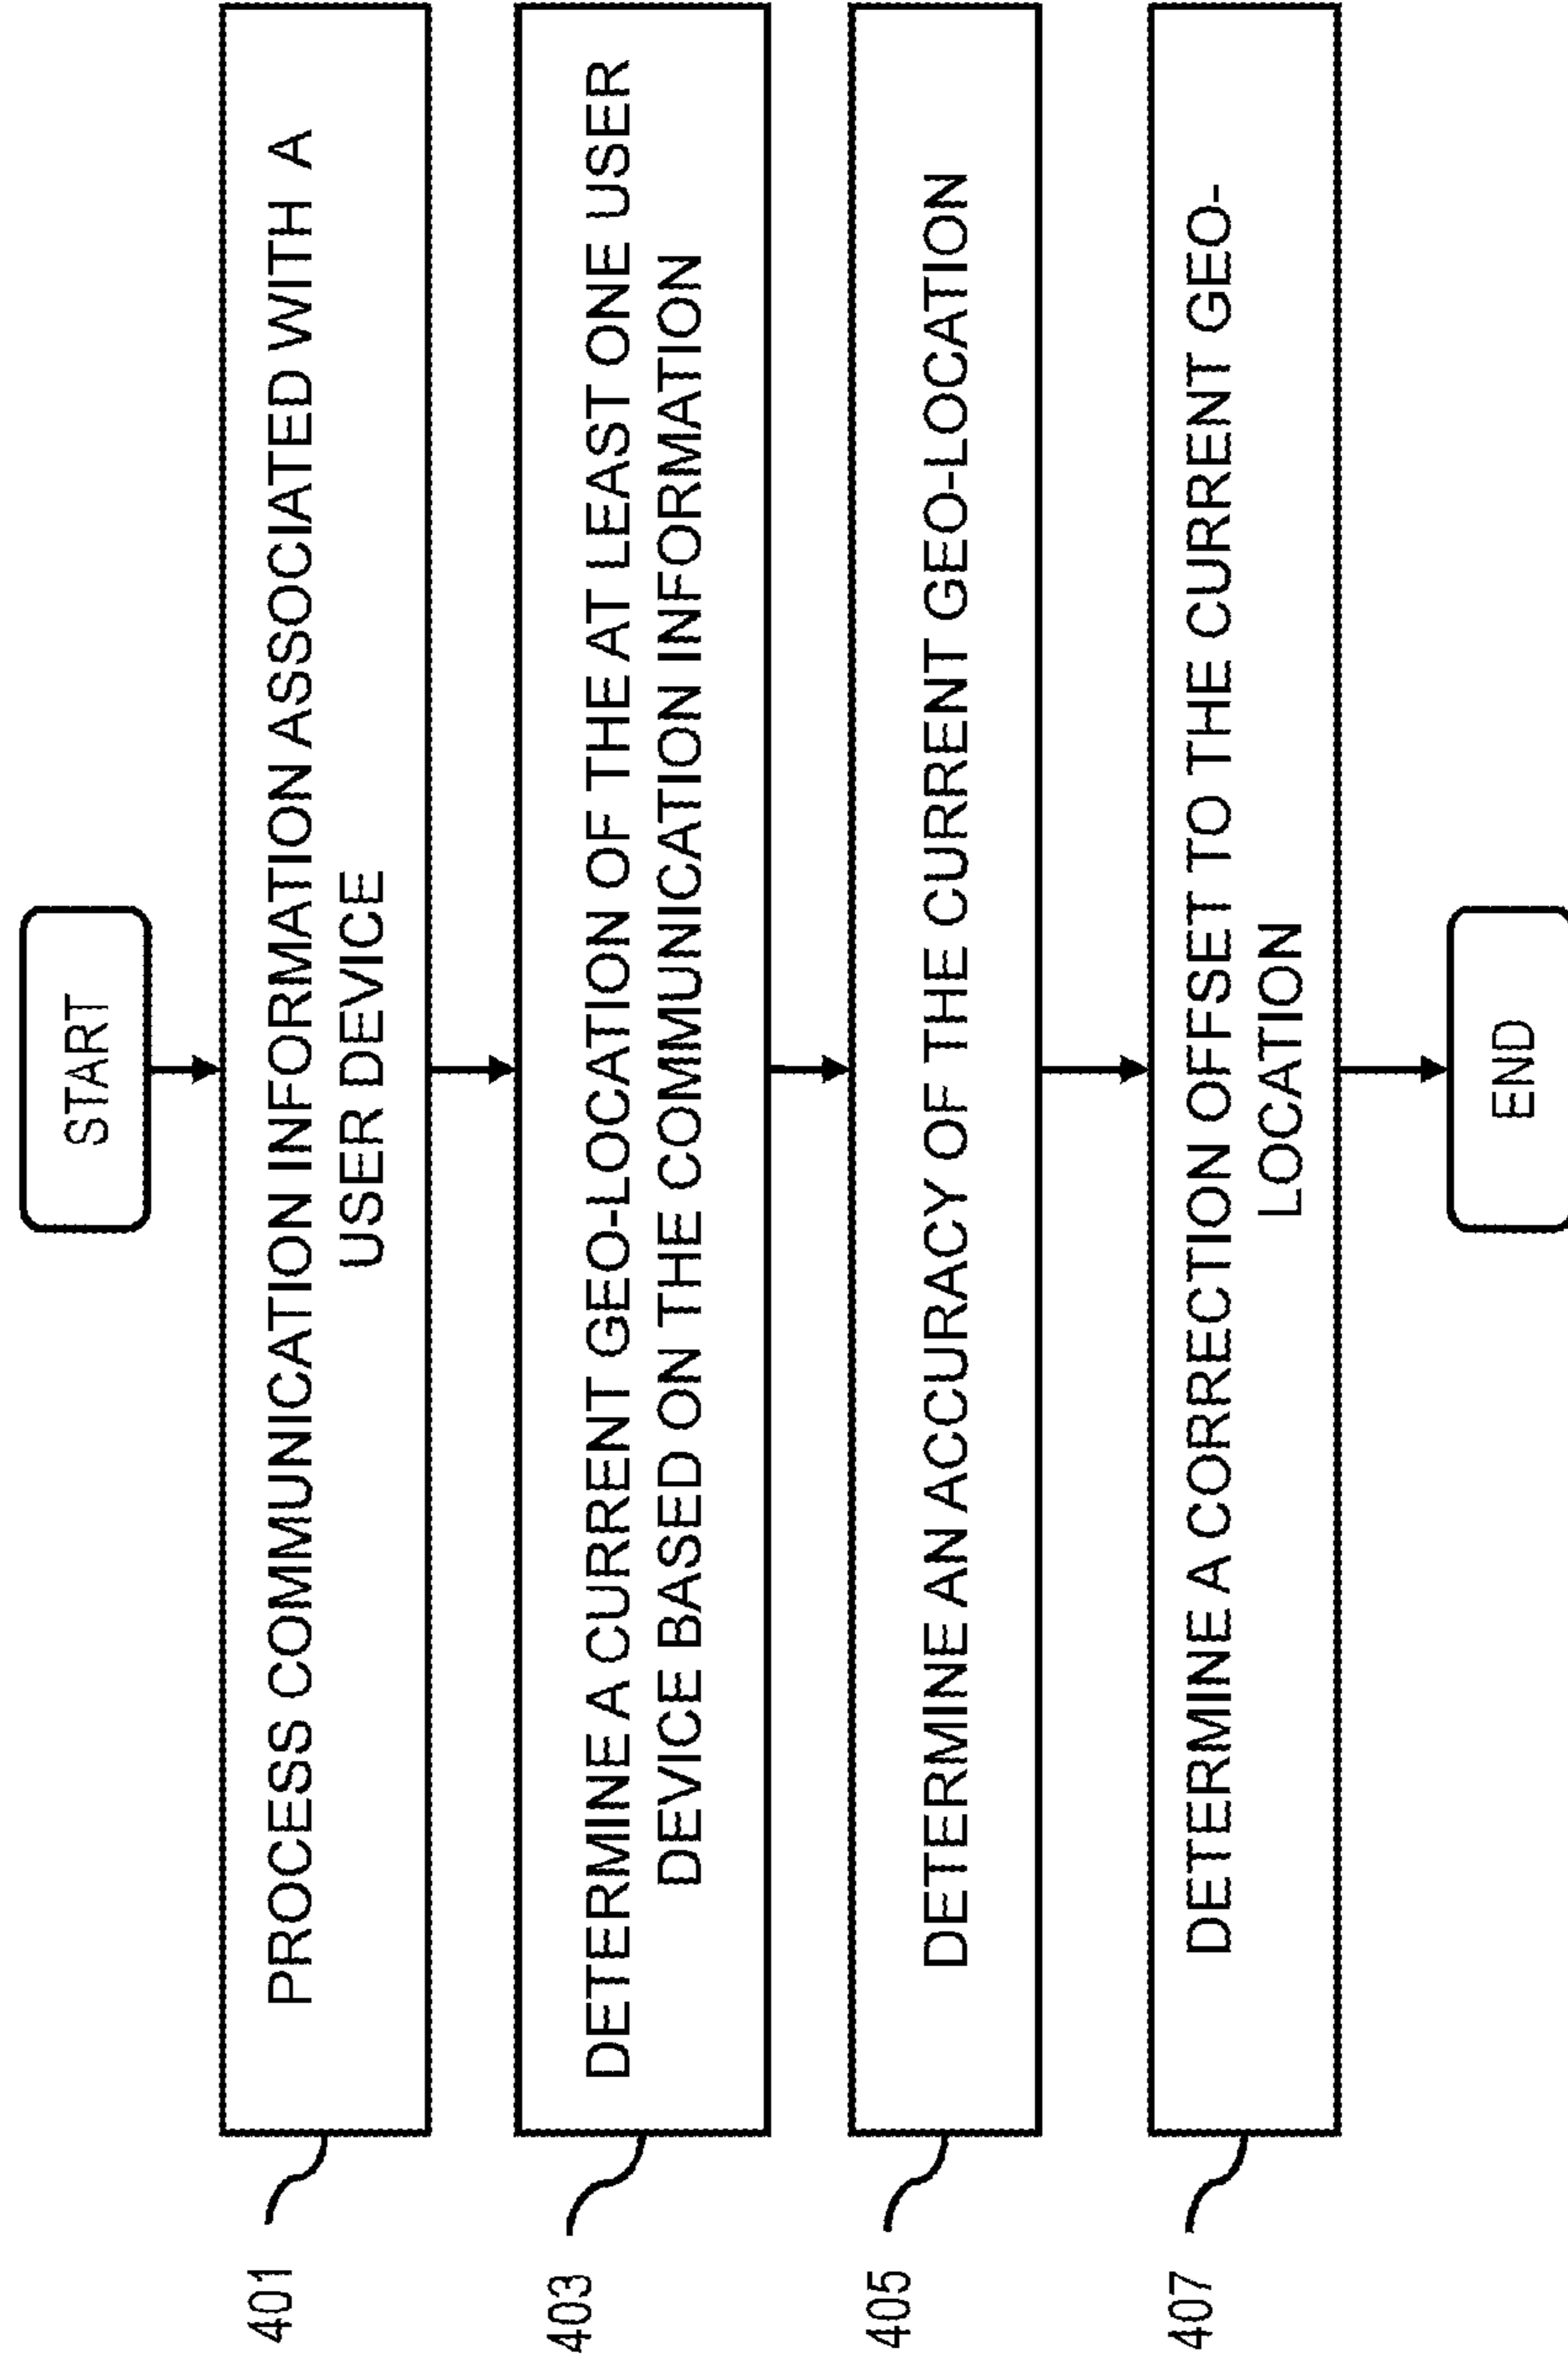 START
401
PROCESS COMMUNICATION INFORMATION ASSOCIATED WITH A
USER DEVICE
403
DETERMINE A CURRENT GEO-LOCATION OF THE AT LEAST ONE USER
DEVICE BASED ON THE COMMUNICATION INFORMATION
405
DETERMINE AN ACCURACY OF THE CURRENT GEO-LOCATION
407
DETERMINE A CORRECTION OFFSET TO THE CURRENT GEO-
LOCATION
END